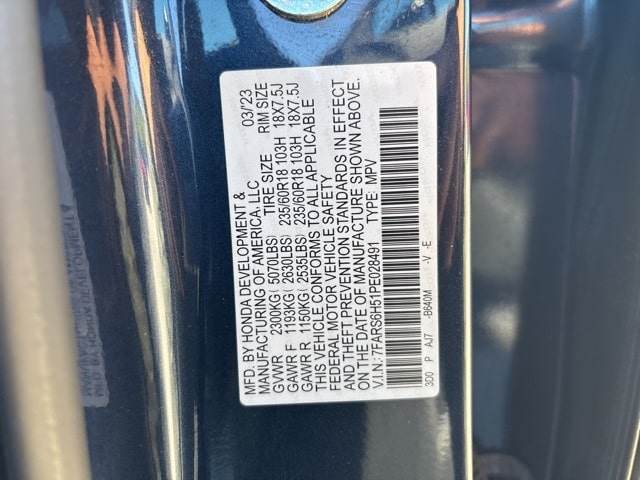 MFD. BY HONDA DEVELOPMENT &
MANUFACTURING OF AMERICA, LLC 03/'23
GVWR 2300KG ( 5070LBS) TIRE SIZE RIM SIZE
GAWR F 1193KG ( 2630LBS) 235/60R18 103H 18X7.5J
GAWR R 1150KG ( 2535LBS) 235/60R18 103H 18X7.5J
THIS VEHICLE CONFORMS TO ALL APPLICABLE
FEDERAL MOTOR VEHICLE SAFETY
AND THEFT PREVENTION STANDARDS IN EFFECT
ON THE DATE OF MANUFACTURE SHOWN ABOVE.
V.I.N.: 7FARS6H51PE028491 TYPE: MPV
3D0 P AJ7 -B640M -V -E